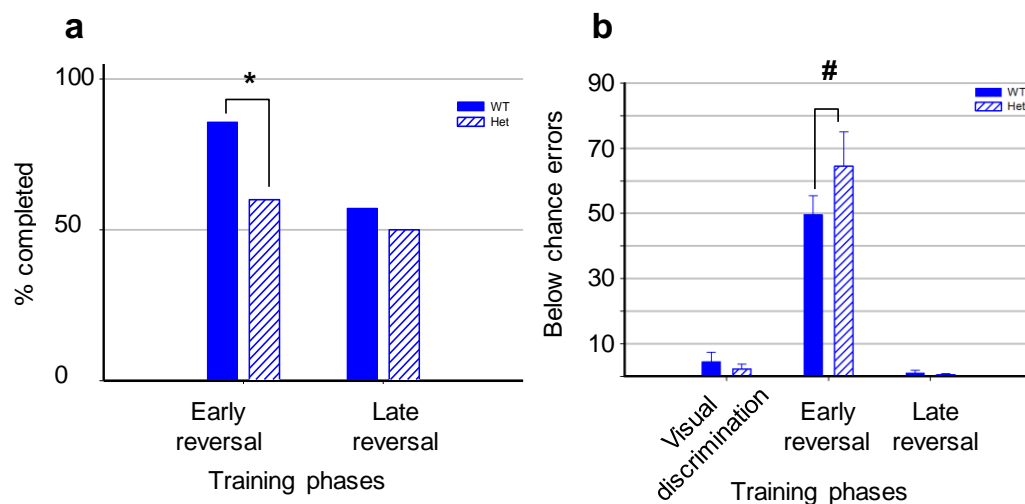 a
100
50
0
% completed
*
WT
Het
Early
reversal
Late
reversal
Training phases
b
90
70
50
30
10
Below chance errors
#
WT
Het
Visual
discrimination
Early
reversal
Late
reversal
Training phases